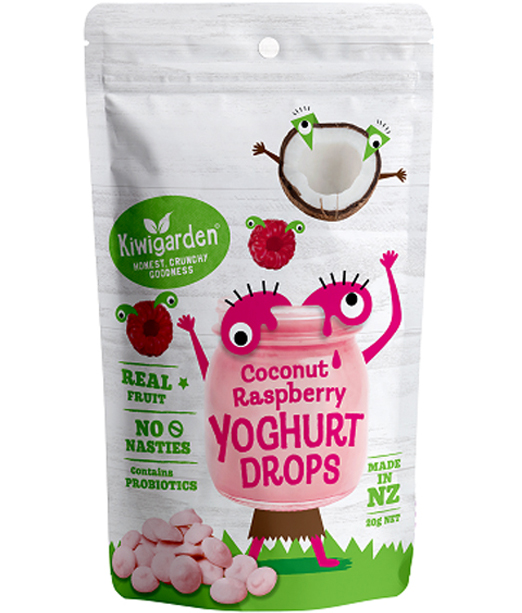 Kiwigarden®
HONEST, CRUNCHY
GOODNESS
REAL
FRUIT
NO
NASTIES
Contains
PROBIOTICS
Coconut
Raspberry
YOGHURT
DROPS
MADE
IN
NZ
20g NET